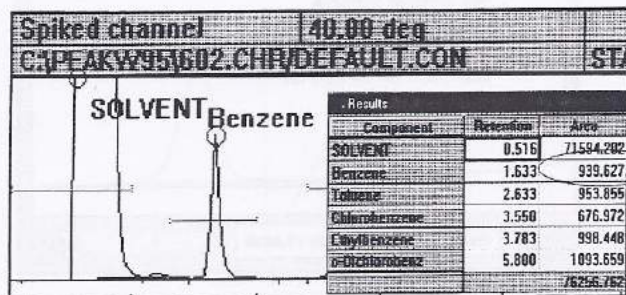 Spiked channel 40.00 deg
C:\PEAKW95\602.CHR/DEFAULT.CON STA
SOLVENT
Benzene
. Results
Component Retention Area
SOLVENT 0.516 71594.202
Benzene 1.633 939.627
Toluene 2.633 953.855
Chlorobenzene 3.550 676.972
Ethylbenzene 3.783 998.448
o-Dichlorobenz 5.800 1093.659
76256.762